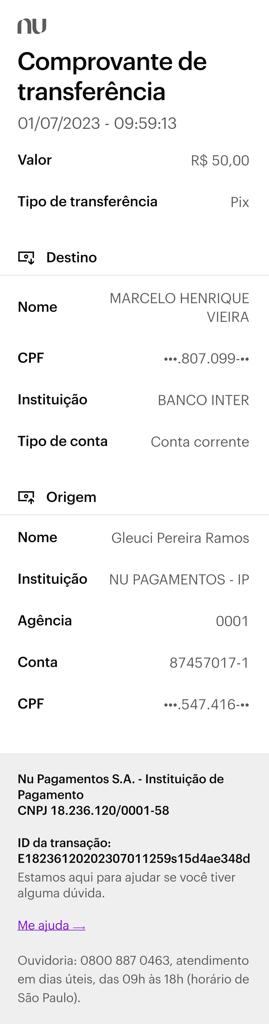 nu
Comprovante de
transferência
01/07/2023 - 09:59:13
Valor R$ 50,00
Tipo de transferência Pix
Destino
Nome MARCELO HENRIQUE
VIEIRA
CPF •••.807.099-••
Instituição BANCO INTER
Tipo de conta Conta corrente
Origem
Nome Gleuci Pereira Ramos
Instituição NU PAGAMENTOS - IP
Agência 0001
Conta 87457017-1
CPF •••.547.416-••
Nu Pagamentos S.A. - Instituição de
Pagamento
CNPJ 18.236.120/0001-58
ID da transação:
E18236120202307011259s15d4ae348d
Estamos aqui para ajudar se você tiver
alguma dúvida.
Me ajuda →
Ouvidoria: 0800 887 0463, atendimento
em dias úteis, das 09h às 18h (horário de
São Paulo).